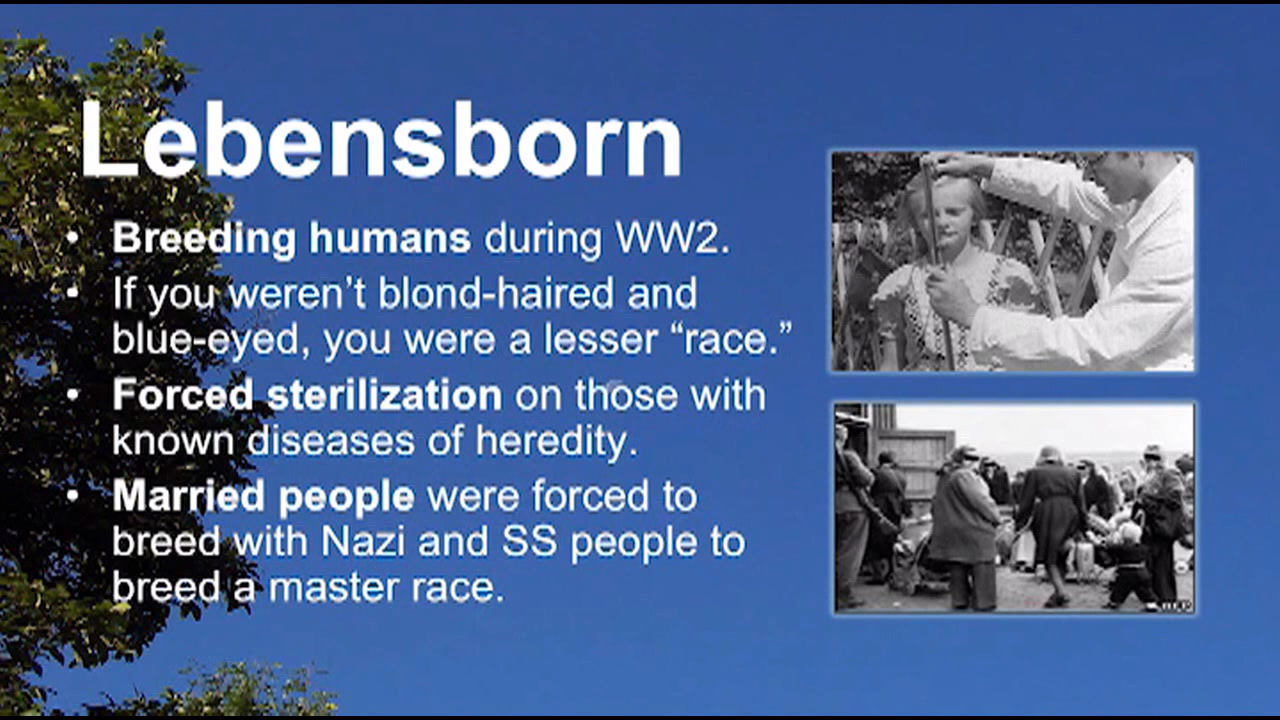 Lebensborn
• Breeding humans during WW2.
• If you weren’t blond-haired and
blue-eyed, you were a lesser “race.”
• Forced sterilization on those with
known diseases of heredity.
• Married people were forced to
breed with Nazi and SS people to
breed a master race.